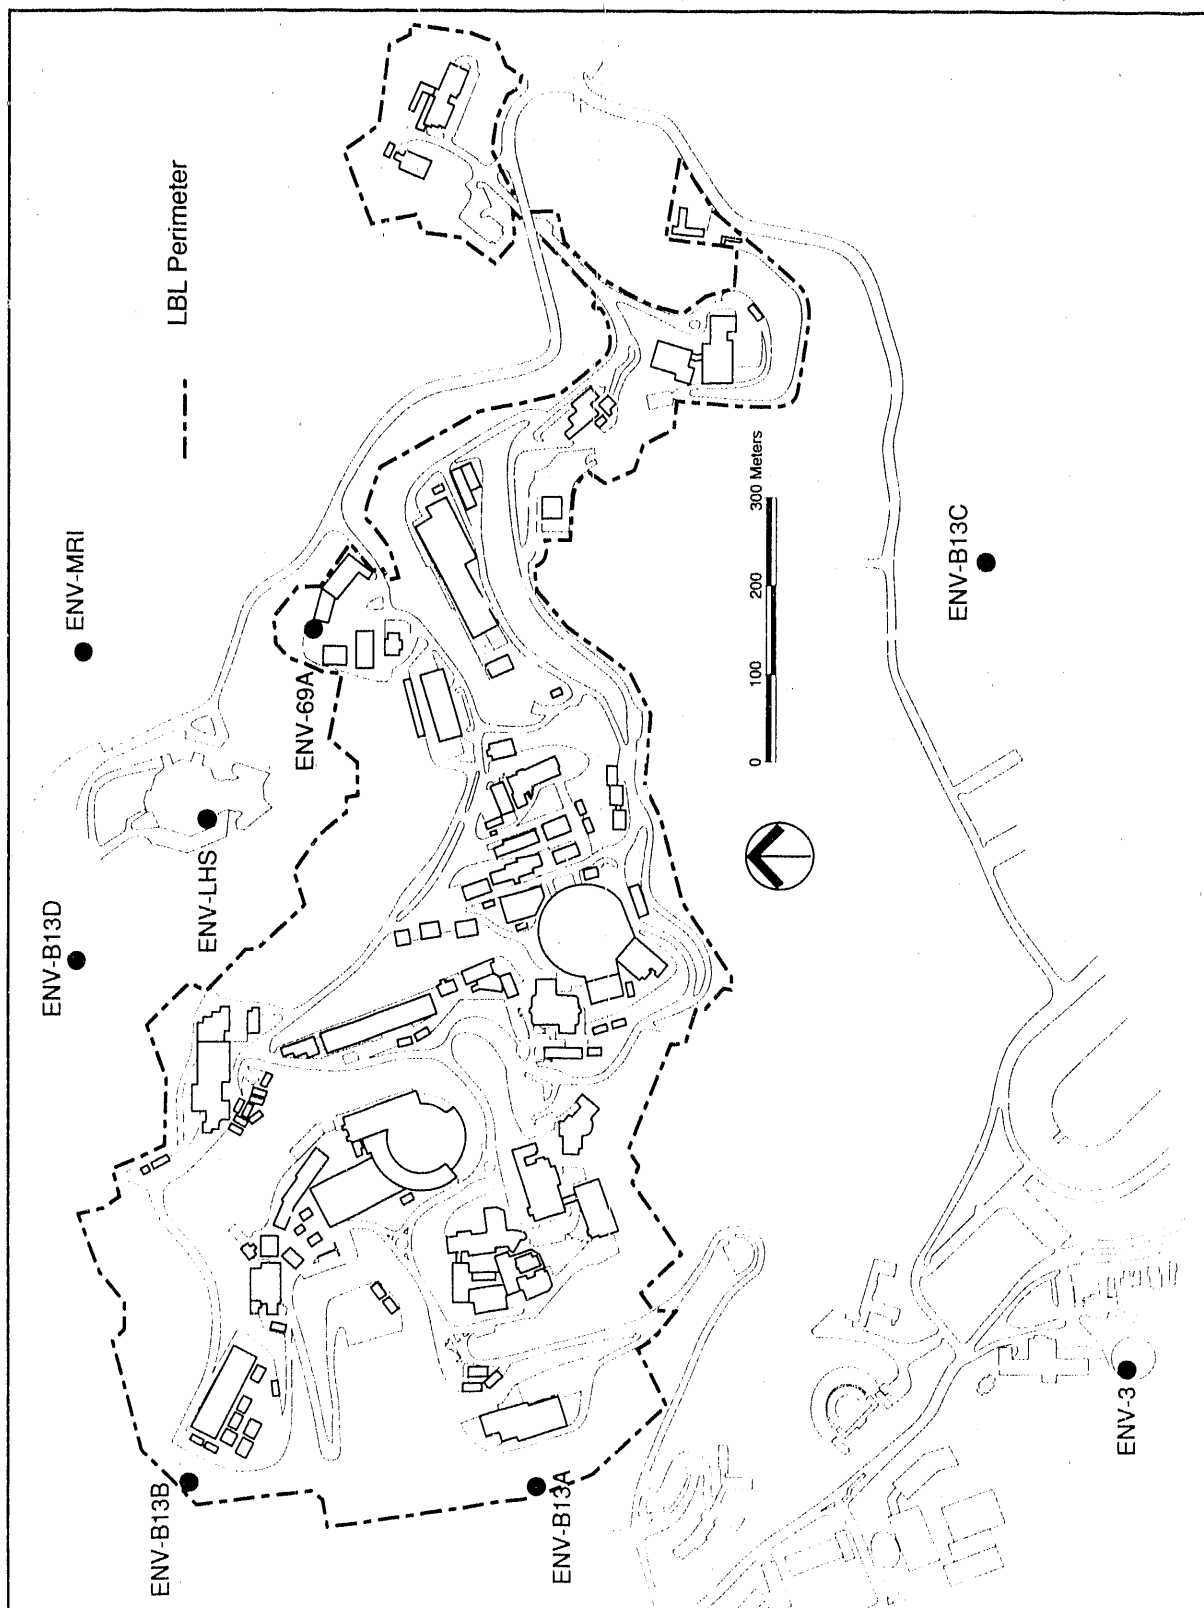 LBL Perimeter
ENV-MRI
ENV-69A
ENV-LHS
ENV-B13D
ENV-B13C
0 100 200 300 Meters
ENV-B13B
ENV-B13A
ENV-3